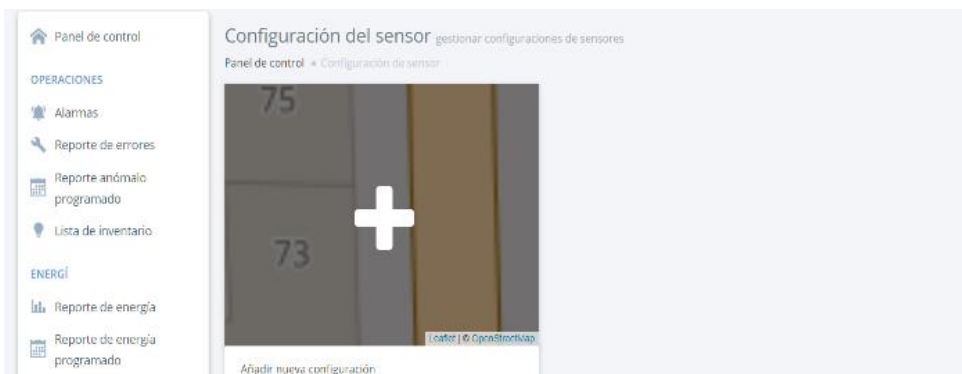 Panel de control
OPERACIONES
Alarmas
Reporte de errores
Reporte anómalo
programado
Lista de inventario
ENERGÍ
Reporte de energía
Reporte de energía
programado
Configuración del sensor gestionar configuraciones de sensores
Panel de control • Configuración de sensor
75
73
Leaflet | © OpenStreetMap
Añadir nueva configuración